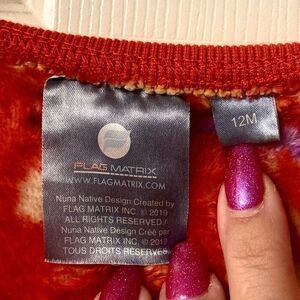 FLAG MATRIX
WWW.FLAGMATRIX.COM
Nuna Native Design Created by
FLAG MATRIX INC. © 2019
ALL RIGHTS RESERVED /
Nuna Native Design Créé par
FLAG MATRIX INC. © 2019
TOUS DROITS RESERVÉS
12M